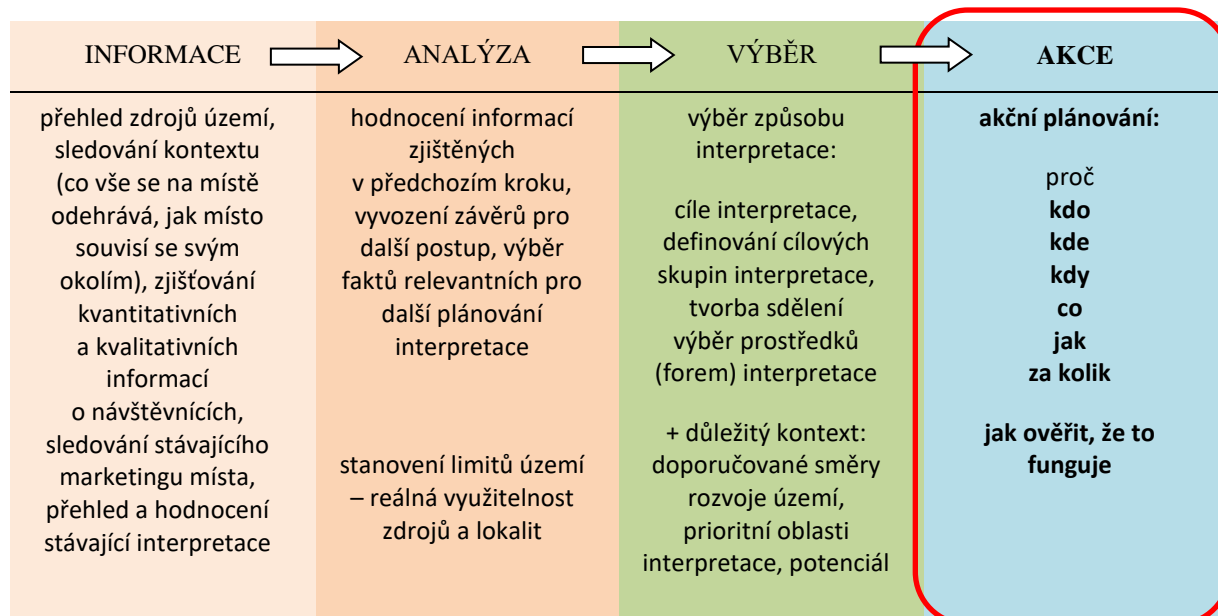 INFORMACE
ANALÝZA
VÝBĚR
AKCE
přehled zdrojů území,
sledování kontextu
(co vše se na místě
odehrává, jak místo
souvisí se svým
okolím), zjišťování
kvantitativních
a kvalitativních
informací
o návštěvnících,
sledování stávajícího
marketingu místa,
přehled a hodnocení
stávající interpretace
hodnocení informací
zjištěných
v předchozím kroku,
vyvození závěrů pro
další postup, výběr
faktů relevantních pro
další plánování
interpretace
stanovení limitů území
– reálná využitelnost
zdrojů a lokalit
výběr způsobu
interpretace:
cíle interpretace,
definování cílových
skupin interpretace,
tvorba sdělení
výběr prostředků
(forem) interpretace
+ důležitý kontext:
doporučované směry
rozvoje území,
prioritní oblasti
interpretace, potenciál
akční plánování:
proč
kdo
kde
kdy
co
jak
za kolik
jak ověřit, že to
funguje